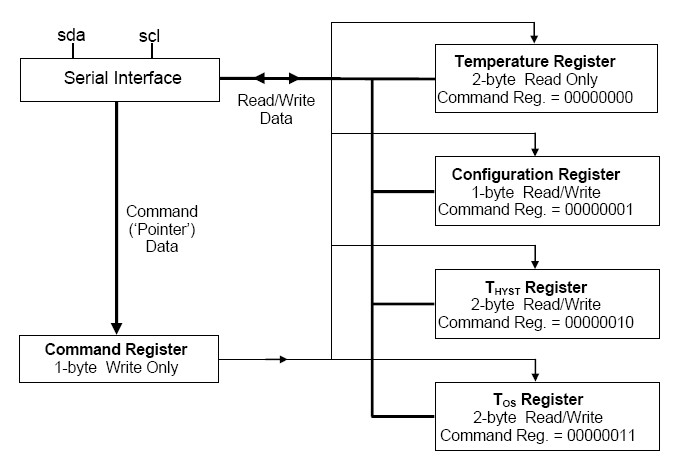 sda
scl
Serial Interface
Read/Write
Data
Temperature Register
2-byte Read Only
Command Reg. = 00000000
Configuration Register
1-byte Read/Write
Command Reg. = 00000001
Command
('Pointer')
Data
THYST Register
2-byte Read/Write
Command Reg. = 00000010
Command Register
1-byte Write Only
TOS Register
2-byte Read/Write
Command Reg. = 00000011